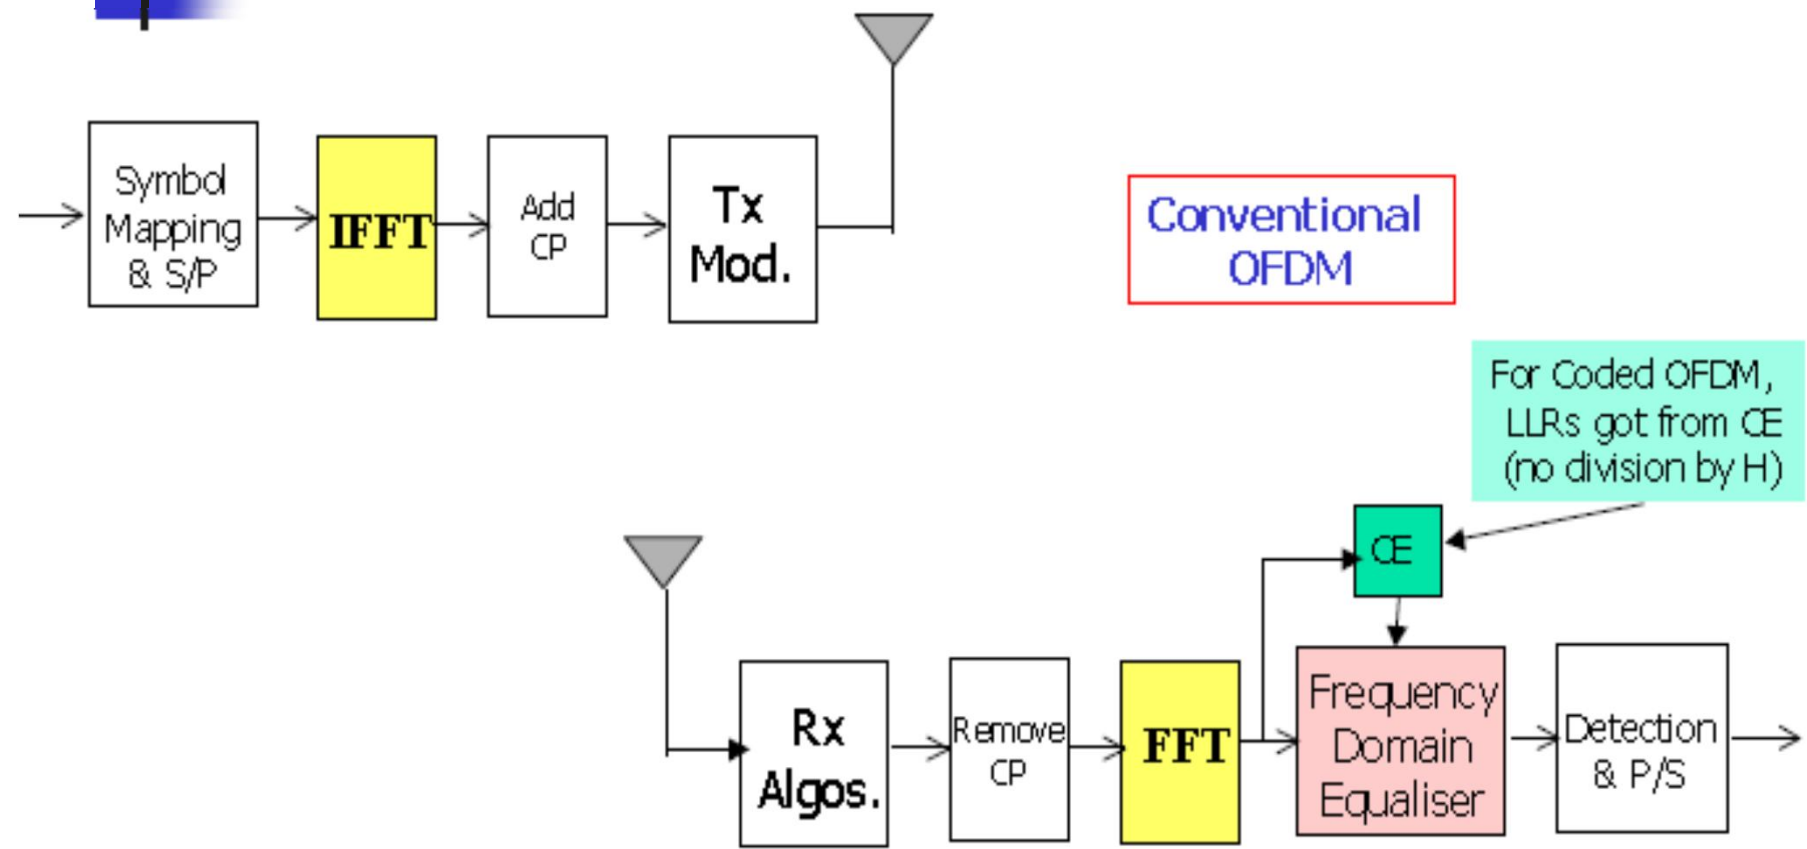 Symbol
Mapping
& S/P
IFFT
Add
CP
Tx
Mod.
Conventional
OFDM
For Coded OFDM,
LLRs got from CE
(no division by H)
CE
Rx
Algos.
Remove
CP
FFT
Frequency
Domain
Equaliser
Detection
& P/S